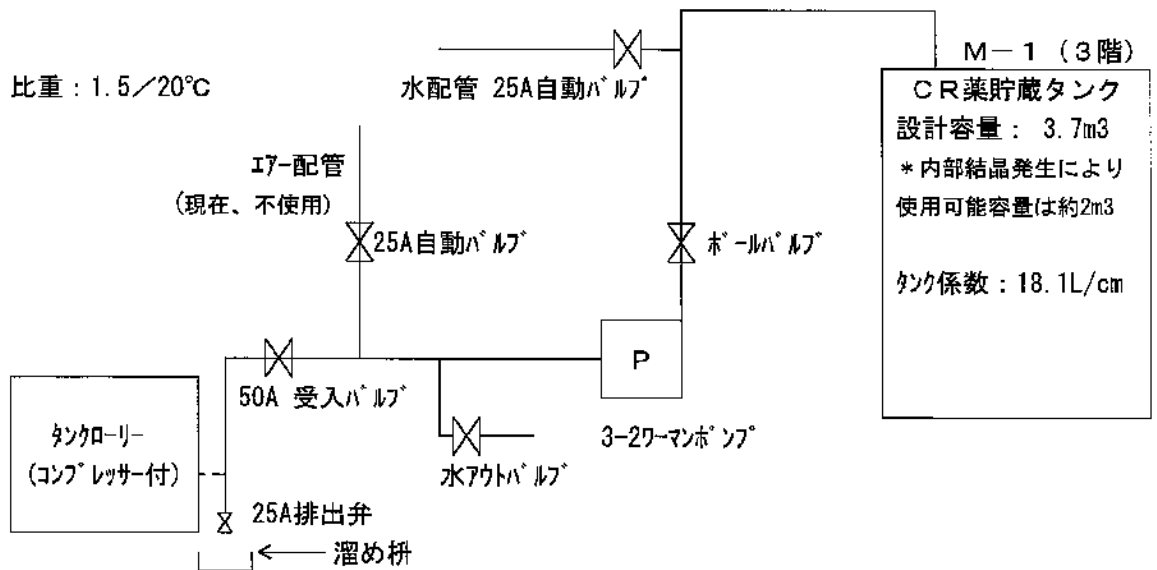 M－1（3階）
比重：1.5／20℃
水配管 25A自動ﾊﾞﾙﾌﾞ
CR薬貯蔵タンク
設計容量： 3.7m3
＊内部結晶発生により
使用可能容量は約2m3
ﾀﾝｸ係数：18.1L/cm
ｴｱｰ配管
(現在、不使用)
25A自動ﾊﾞﾙﾌﾞ
ﾎﾞｰﾙﾊﾞﾙﾌﾞ
P
50A 受入ﾊﾞﾙﾌﾞ
3-2ﾜｰﾏﾝﾎﾟﾝﾌﾟ
ﾀﾝｸﾛｰﾘｰ
(ｺﾝﾌﾟﾚｯｻｰ付)
水ｱｳﾄﾊﾞﾙﾌﾞ
25A排出弁
溜め枡